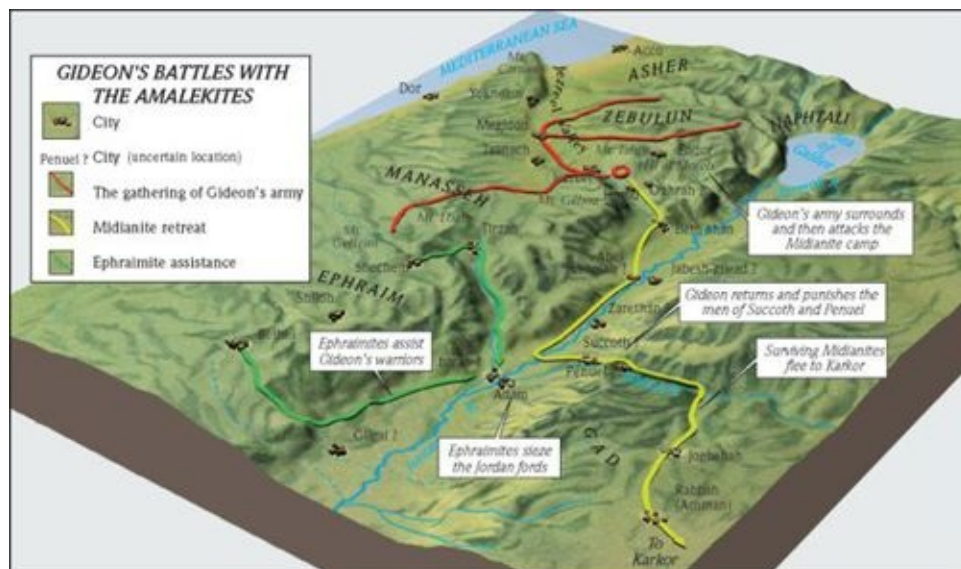 GIDEON'S BATTLES WITH
THE AMALEKITES
City
Penuel ? City (uncertain location)
The gathering of Gideon's army
Midianite retreat
Ephraimite assistance
MEDITERRANEAN SEA
Acco
ASHER
Mt.
Dor
Jezreel Valley
ZEBULUN
NAPHTALI
Megiddo
Taanach
MANASSEH
Mt. Gilboa
Gideon's army surrounds
and then attacks the
Midianite camp
Tirzah
Shechem
EPHRAIM
Shiloh
Jabesh-gilead ?
Zarethan
Gideon returns and punishes the
men of Succoth and Penuel
Succoth ?
Ephraimites assist
Gideon's warriors
Surviving Midianites
flee to Karkor
Adam
Gilgal ?
GAD
Ephraimites sieze
the Jordan fords
Jogbehah
Rabbah
(Amman)
To
Karkor